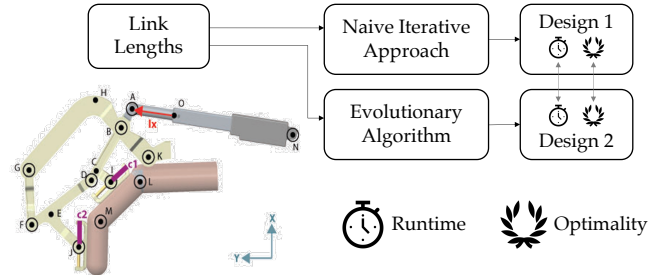 Link
Lengths
Naive Iterative
Approach
Design 1
Evolutionary
Algorithm
Design 2
H
A
O
lx
B
N
C
K
G
D
I
c1
L
E
F
c2
M
J
X
Y
Runtime
Optimality